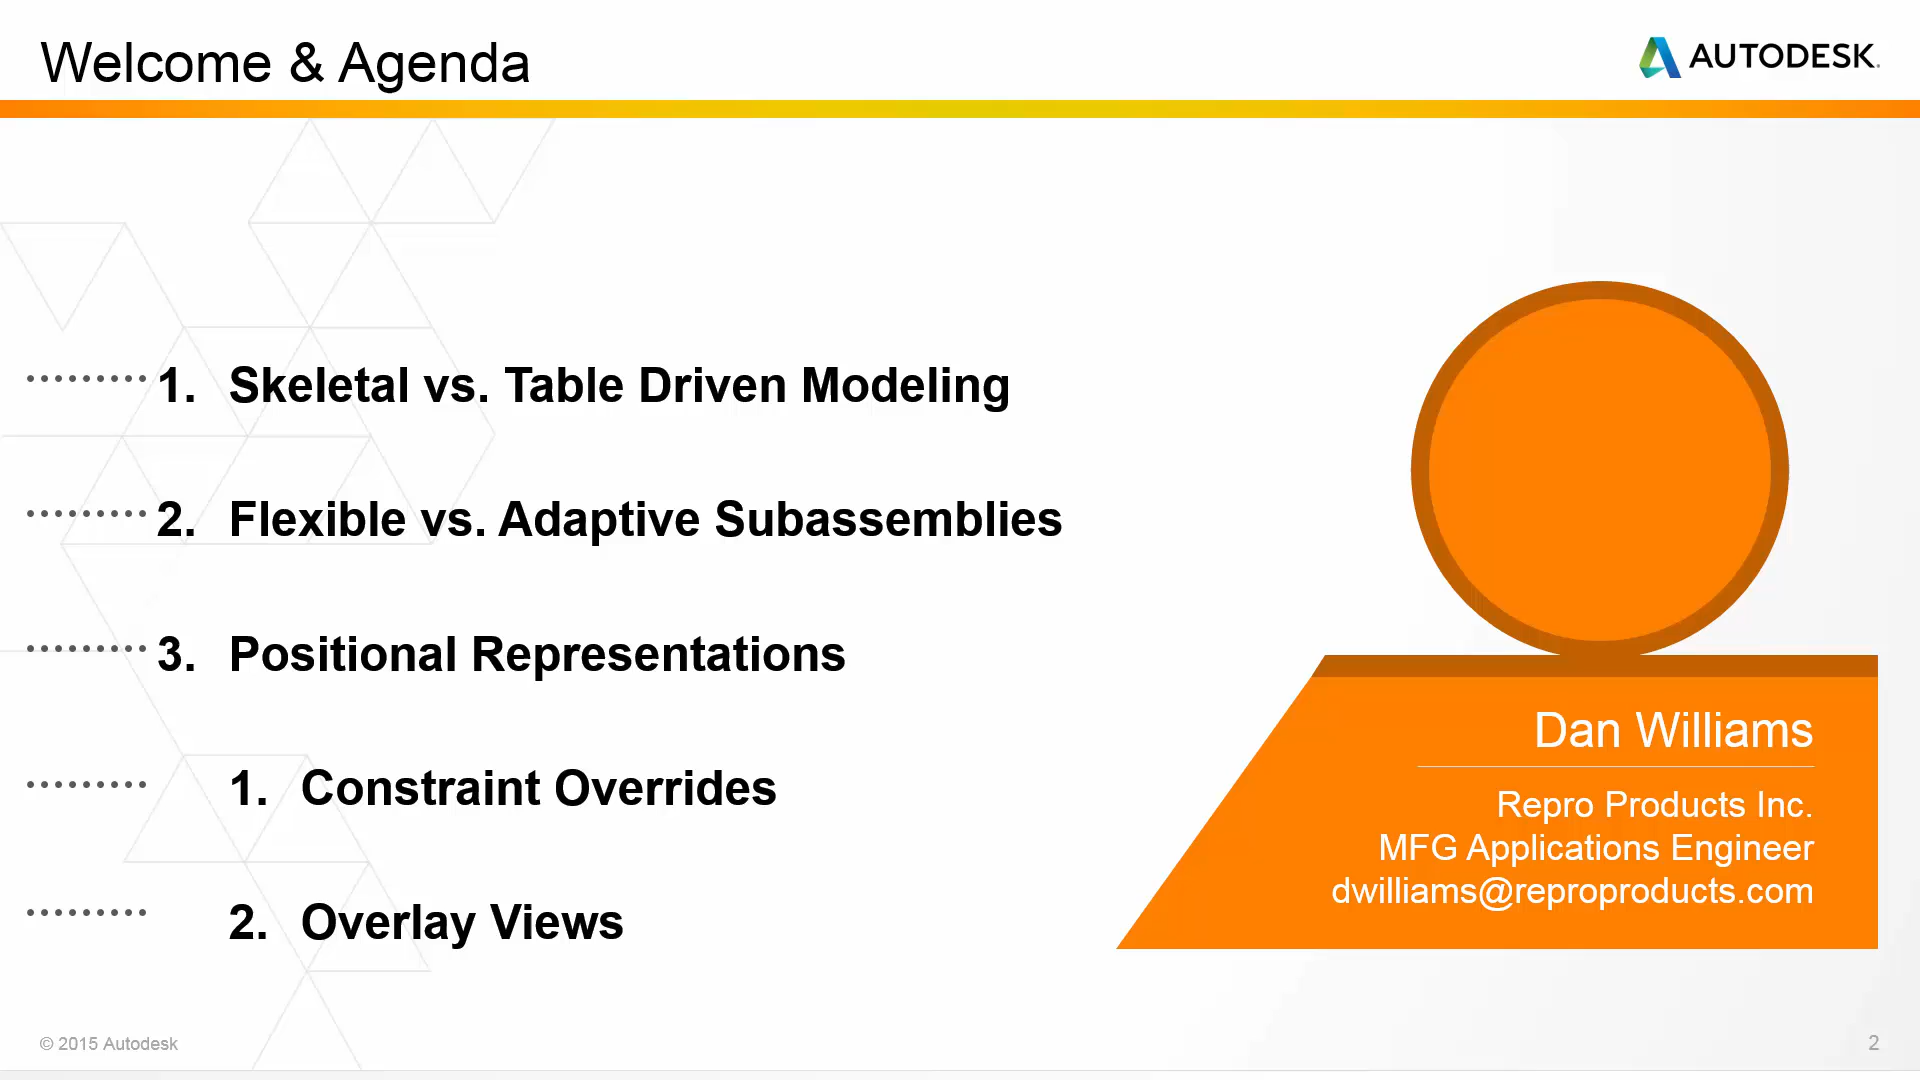 Welcome & Agenda
AUTODESK.
1. Skeletal vs. Table Driven Modeling
2. Flexible vs. Adaptive Subassemblies
3. Positional Representations
1. Constraint Overrides
2. Overlay Views
Dan Williams
Repro Products Inc.
MFG Applications Engineer
dwilliams@reproproducts.com
© 2015 Autodesk
2